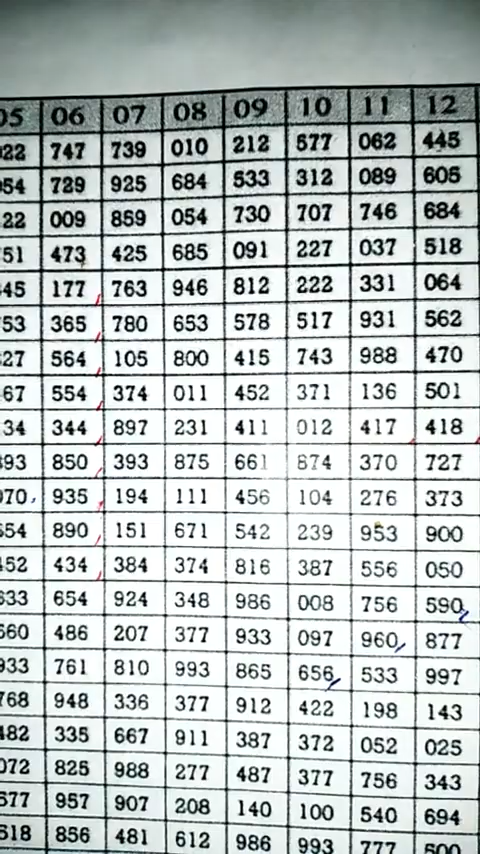 05 06 07 08 09 10 11 12
022 747 739 010 212 577 062 445
054 729 925 684 533 312 089 605
22 009 859 054 730 707 746 684
51 473 425 685 091 227 037 518
45 177 763 946 812 222 331 064
53 365 780 653 578 517 931 562
27 564 105 800 415 743 988 470
67 554 374 011 452 371 136 501
34 344 897 231 411 012 417 418
393 850 393 875 661 874 370 727
970 935 194 111 456 104 276 373
654 890 151 671 542 239 953 900
452 434 384 374 816 387 556 050
633 654 924 348 986 008 756 590
660 486 207 377 933 097 960 877
933 761 810 993 865 656 533 997
768 948 336 377 912 422 198 143
482 335 667 911 387 372 052 025
072 825 988 277 487 377 756 343
577 957 907 208 140 100 540 694
518 856 481 612 986 993 777